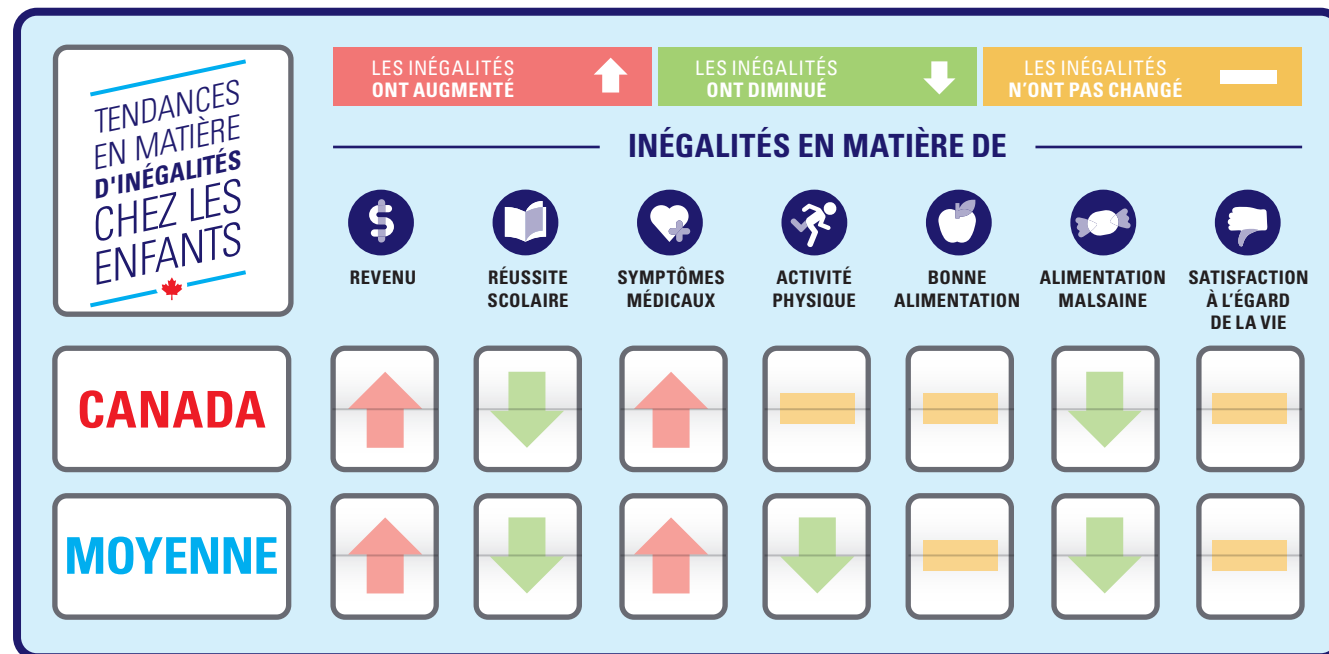 TENDANCES
EN MATIÈRE
D'INÉGALITÉS
CHEZ LES
ENFANTS
LES INÉGALITÉS
ONT AUGMENTÉ
LES INÉGALITÉS
ONT DIMINUÉ
LES INÉGALITÉS
N'ONT PAS CHANGÉ
INÉGALITÉS EN MATIÈRE DE
$
REVENU
RÉUSSITE
SCOLAIRE
SYMPTÔMES
MÉDICAUX
ACTIVITÉ
PHYSIQUE
BONNE
ALIMENTATION
ALIMENTATION
MALSAINE
SATISFACTION
À L'ÉGARD
DE LA VIE
CANADA
MOYENNE